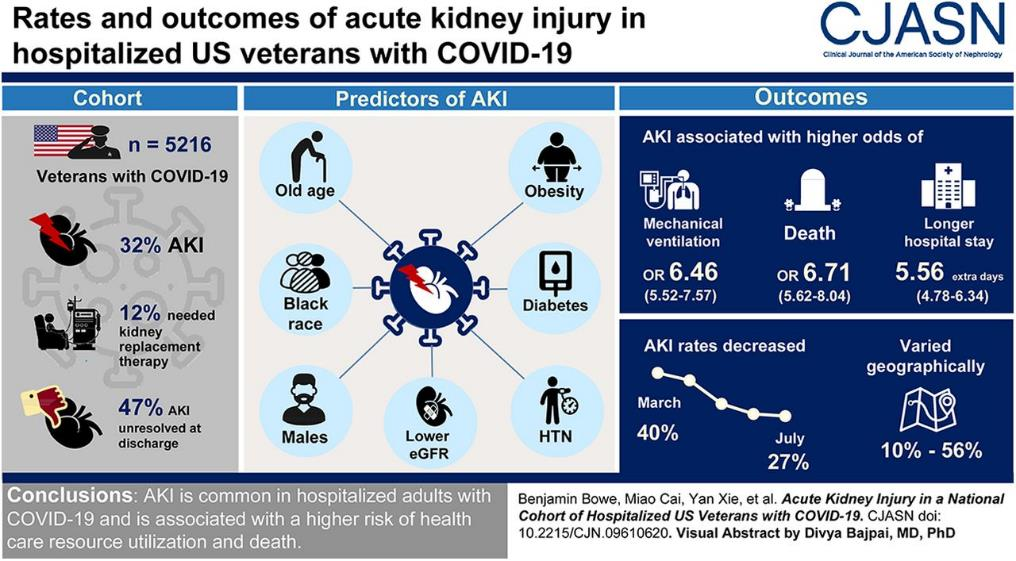 Rates and outcomes of acute kidney injury in
hospitalized US veterans with COVID-19
CJASN
Clinical Journal of the American Society of Nephrology
Cohort
n = 5216
Veterans with COVID-19
32% AKI
12% needed
kidney
replacement
therapy
47% AKI
unresolved at
discharge
Predictors of AKI
Old age
Obesity
Black
race
Diabetes
Males
Lower
eGFR
HTN
Outcomes
AKI associated with higher odds of
Mechanical
ventilation
OR 6.46
(5.52-7.57)
Death
OR 6.71
(5.62-8.04)
Longer
hospital stay
5.56 extra days
(4.78-6.34)
AKI rates decreased
March
40%
July
27%
Varied
geographically
10% - 56%
Conclusions: AKI is common in hospitalized adults with
COVID-19 and is associated with a higher risk of health
care resource utilization and death.
Benjamin Bowe, Miao Cai, Yan Xie, et al. Acute Kidney Injury in a National
Cohort of Hospitalized US Veterans with COVID-19. CJASN doi:
10.2215/CJN.09610620. Visual Abstract by Divya Bajpai, MD, PhD